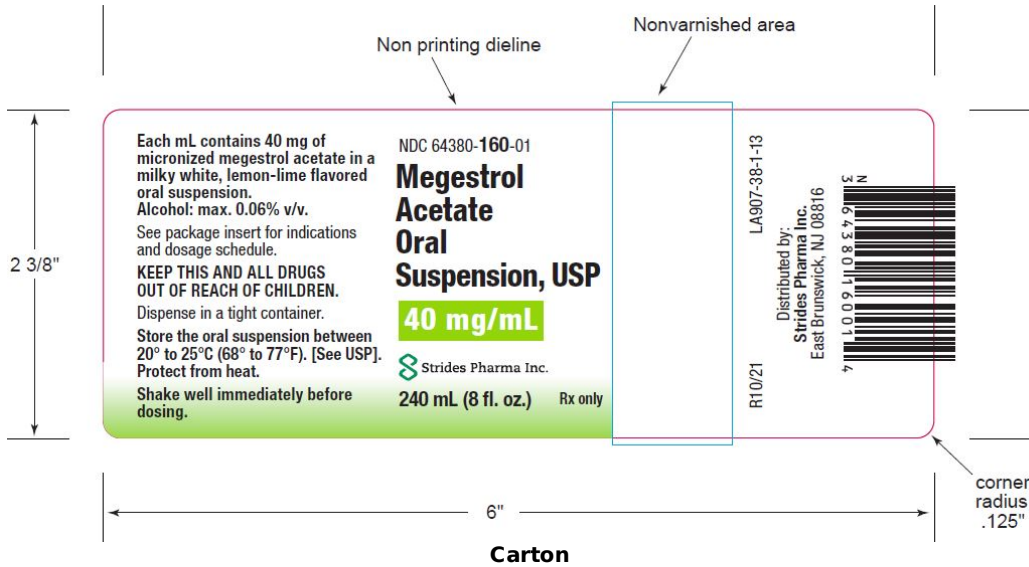 Non printing dieline
Nonvarnished area
2 3/8"
Each mL contains 40 mg of
micronized megestrol acetate in a
milky white, lemon-lime flavored
oral suspension.
Alcohol: max. 0.06% v/v.
See package insert for indications
and dosage schedule.
KEEP THIS AND ALL DRUGS
OUT OF REACH OF CHILDREN.
Dispense in a tight container.
Store the oral suspension between
20° to 25°C (68° to 77°F). [See USP].
Protect from heat.
Shake well immediately before
dosing.
NDC 64380-160-01
Megestrol
Acetate
Oral
Suspension, USP
40 mg/mL
Strides Pharma Inc.
240 mL (8 fl. oz.) Rx only
R10/21 LA907-38-1-13
Distributed by:
Strides Pharma Inc.
East Brunswick, NJ 08816
N
3 64380 16001 4
corner
radius
.125"
6"
Carton